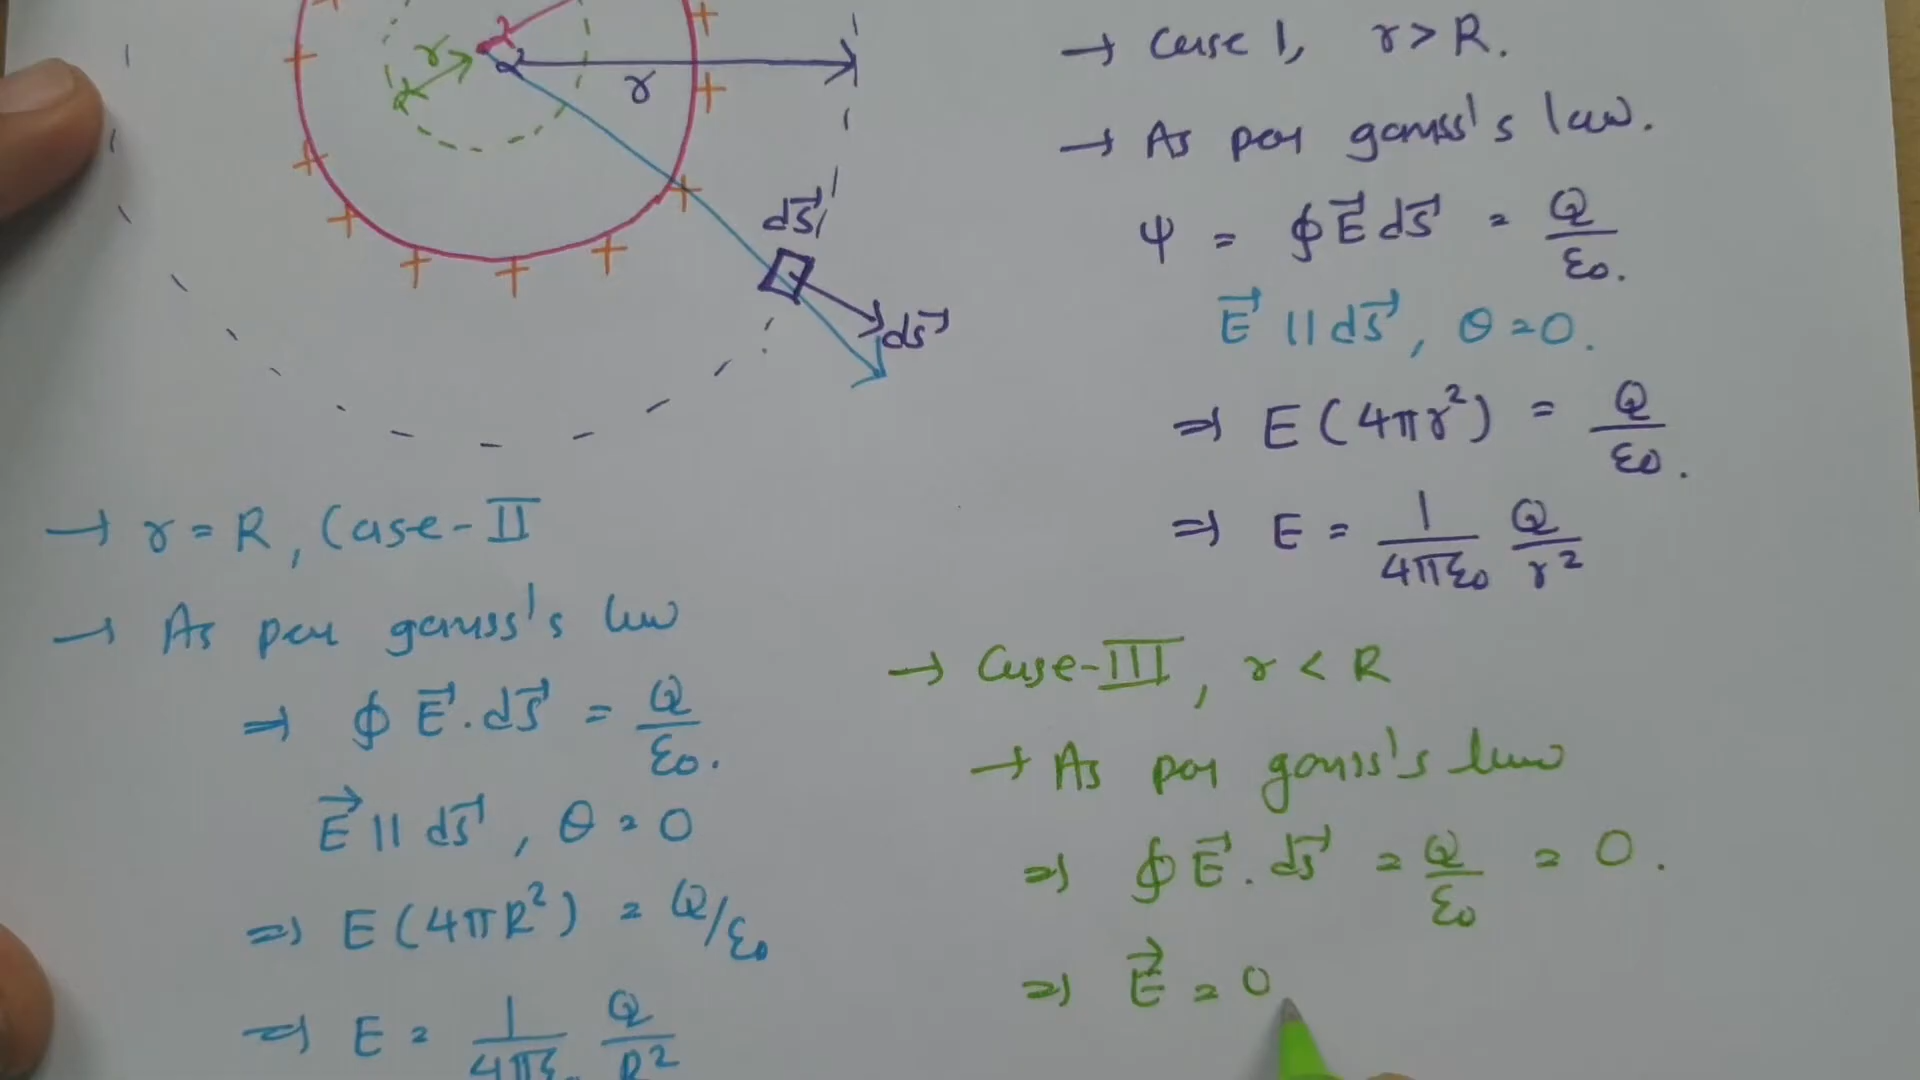 r
r
dS⃗
dS⃗
→ Case 1, r > R.
→ As per gauss's law.
ψ = ∮ E⃗ dS⃗ = Q/ε0.
E⃗ || dS⃗, θ = 0.
⇒ E (4πr²) = Q/ε0.
⇒ E = 1/4πε0 Q/r²
→ r = R, Case-II
→ As per gauss's law
⇒ ∮ E⃗ . dS⃗ = Q/ε0.
E⃗ || dS⃗, θ = 0
⇒ E (4πR²) = Q/ε0
⇒ E = 1/4πε0 Q/R²
→ Case-III, r < R
→ As per gauss's law
⇒ ∮ E⃗ . dS⃗ = Q/ε0 = 0.
⇒ E⃗ = 0